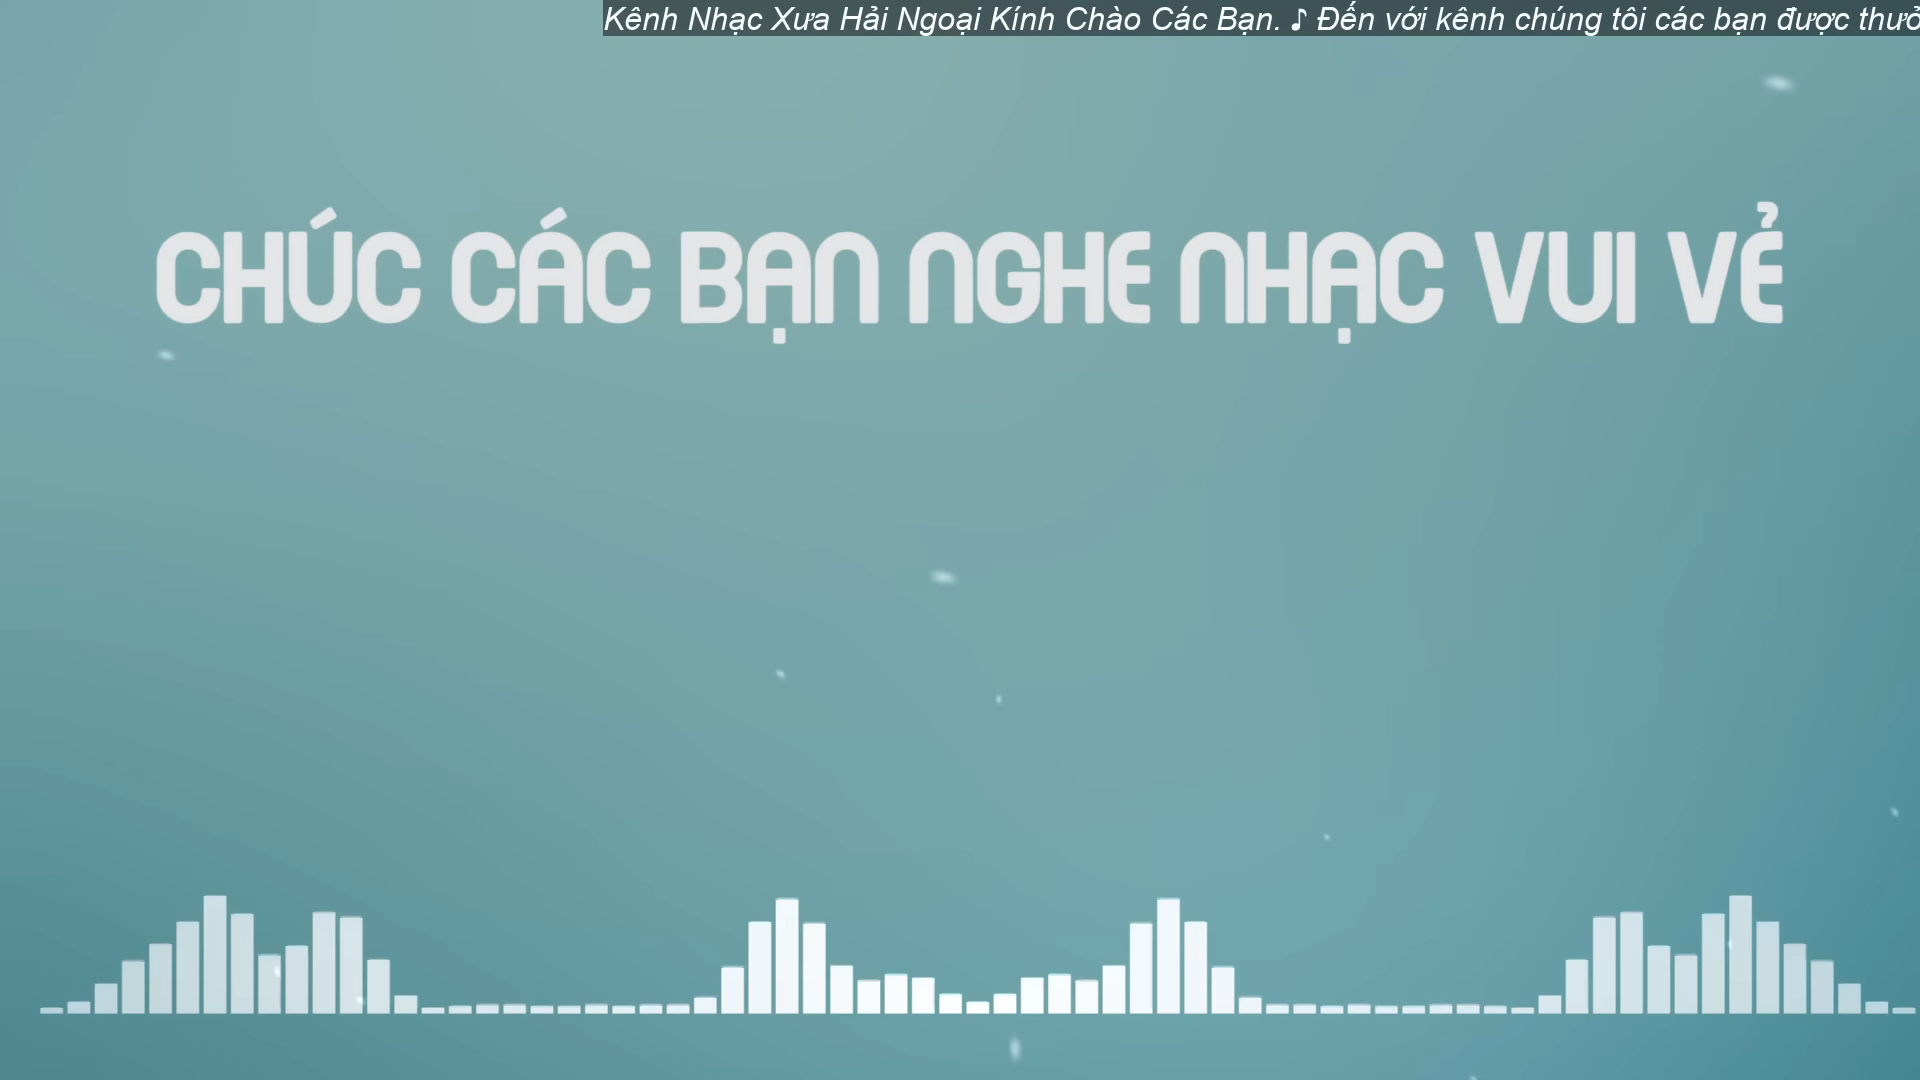 Kênh Nhạc Xưa Hải Ngoại Kính Chào Các Bạn. ♪ Đến với kênh chúng tôi các bạn được
CHÚC CÁC BẠN NGHE NHẠC VUI VẺ